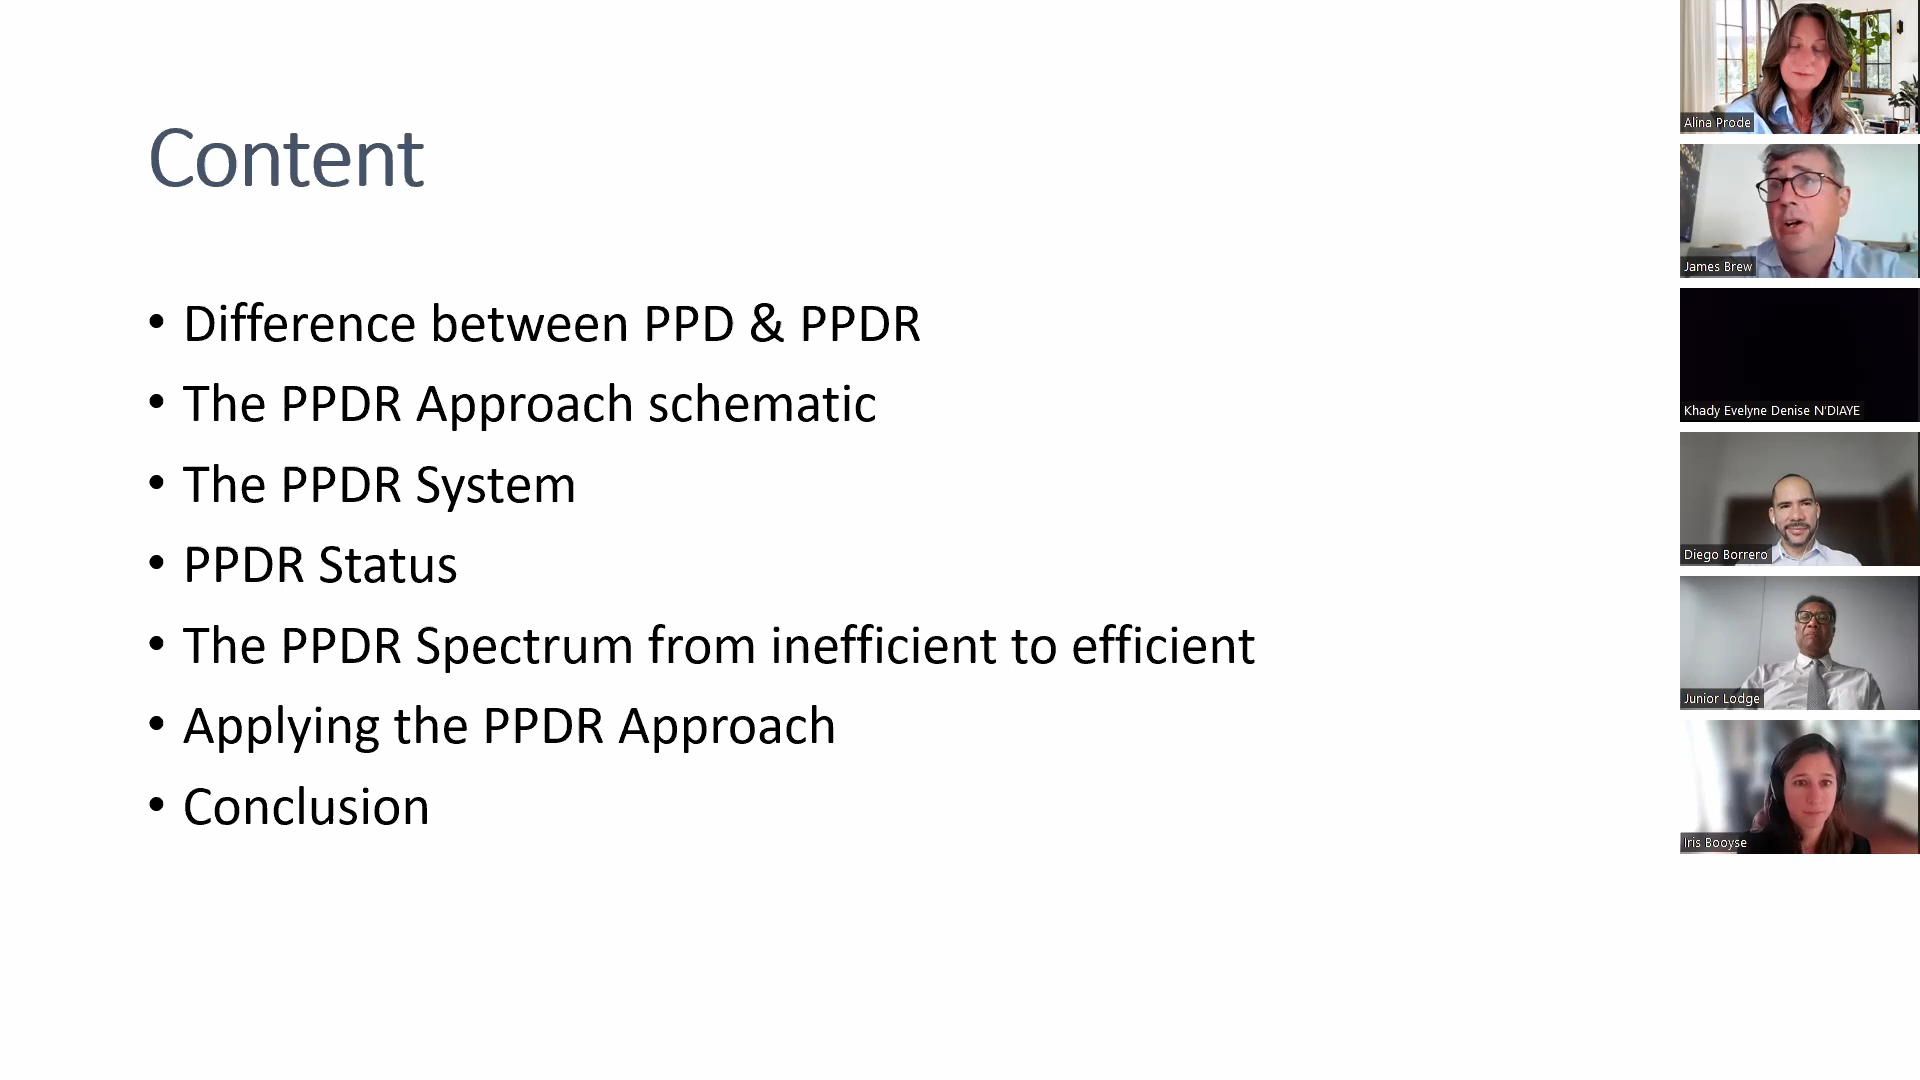 Content
• Difference between PPD & PPDR
• The PPDR Approach schematic
• The PPDR System
• PPDR Status
• The PPDR Spectrum from inefficient to efficient
• Applying the PPDR Approach
• Conclusion
Alina Prode
James Brew
Khady Evelyne Denise N'DIAYE
Diego Borrero
Junior Lodge
Iris Booyse